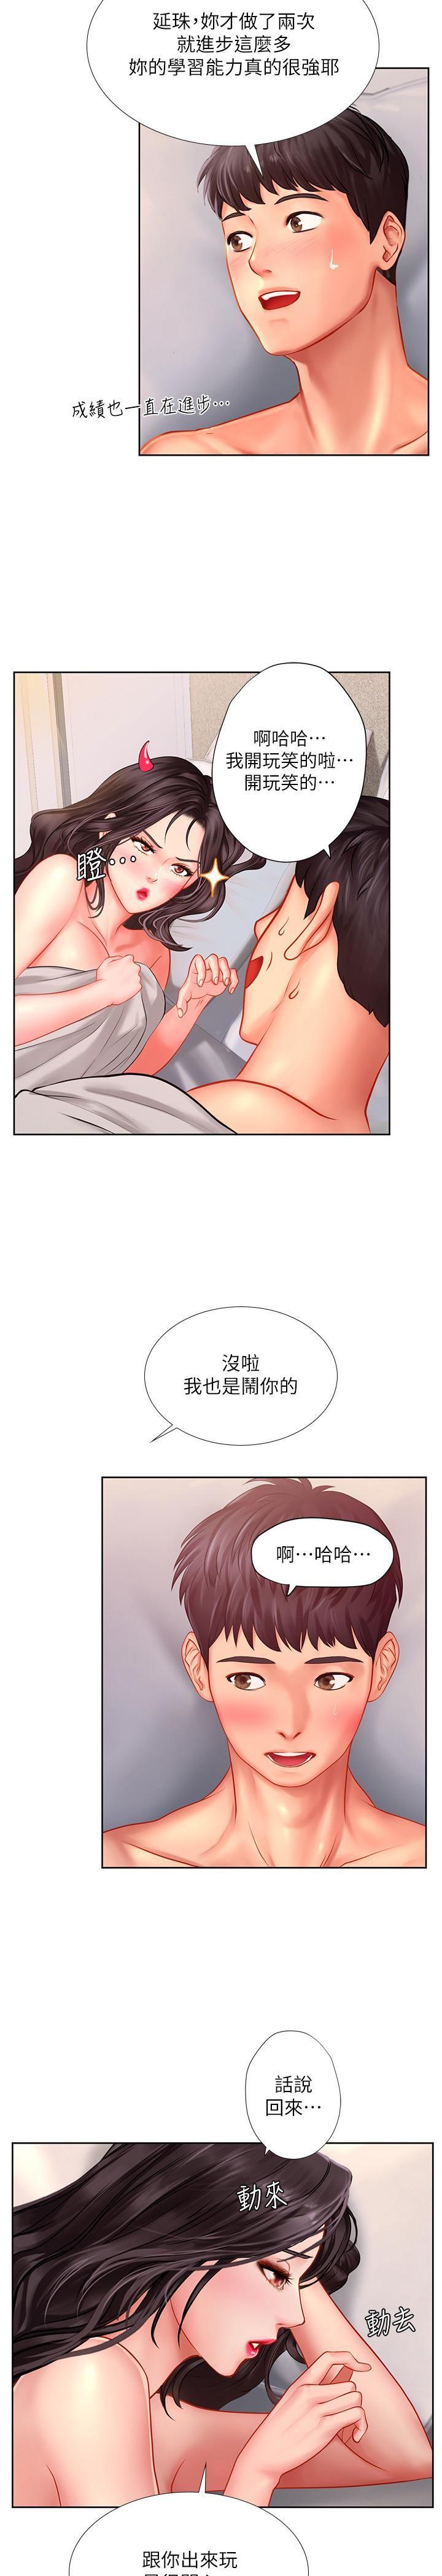 延珠，妳才做了兩次
就進步這麼多
妳的學習能力真的很強耶
成績也一直在進步…
啊哈哈…
我開玩笑的啦…
開玩笑的…
瞪…
沒啦
我也是鬧你的
啊…哈哈…
話說
回來…
動來
動去
跟你出來玩